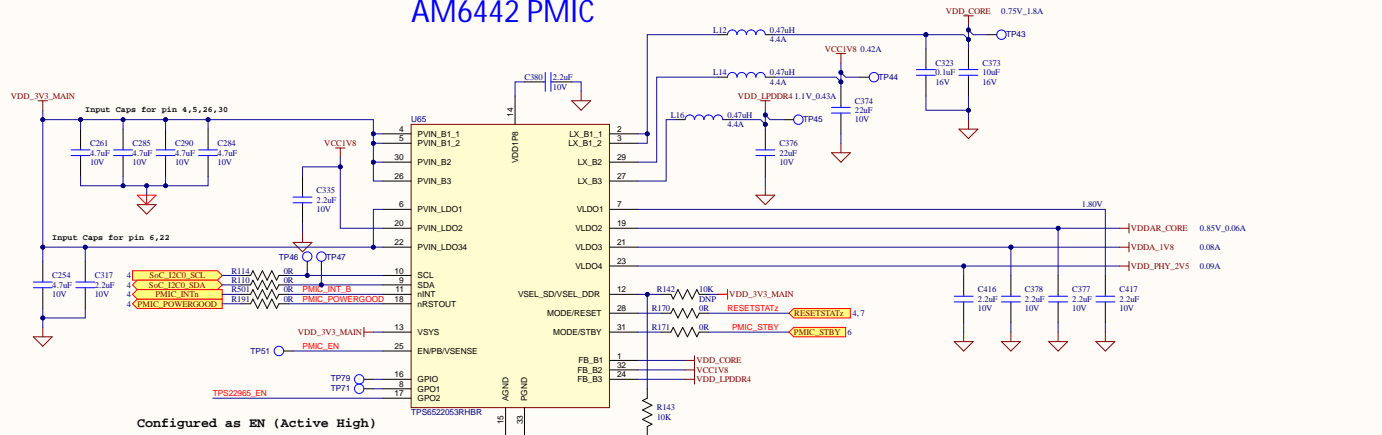 AM6442 PMIC
VDD_CORE 0.75V_1.8A
L12 0.47uH
4.4A
TP43
VCC1V8 0.42A
C323
0.1uF
16V
C373
10uF
16V
L14 0.47uH
4.4A
TP44
C380 2.2uF
10V
VDD_LPDDR4 1.1V_0.43A
C374
22uF
10V
VDD_3V3_MAIN
Input Caps for pin 4,5,26,30
L16 0.47uH
4.4A
TP45
14
U65
VDD1P8
4 PVIN_B1_1 LX_B1_1 2
5 PVIN_B1_2 LX_B1_2 3
C261
4.7uF
10V
C285
4.7uF
10V
C290
4.7uF
10V
C284
4.7uF
10V
VCC1V8
C376
22uF
10V
30 PVIN_B2 LX_B2 29
26 PVIN_B3 LX_B3 27
C335
2.2uF
10V
6 PVIN_LDO1 VLDO1 7 1.80V
20 PVIN_LDO2 VLDO2 19 VDDAR_CORE 0.85V_0.06A
Input Caps for pin 6,22
22 PVIN_LDO34 VLDO3 21 VDDA_1V8 0.08A
TP46 TP47
VLDO4 23 VDD_PHY_2V5 0.09A
C254
4.7uF
10V
C317
2.2uF
10V
4 SoC_I2C0_SCL R114 0R 10 SCL
4 SoC_I2C0_SDA R110 0R 9 SDA
4 PMIC_INTn R501 0R PMIC_INT_B 11 nINT
4 PMIC_POWERGOOD R191 0R PMIC_POWERGOOD 18 nRSTOUT
VSEL_SD/VSEL_DDR 12 R142 10K VDD_3V3_MAIN
DNP
MODE/RESET 28 R170 0R RESETSTATz RESETSTATz 4,7
C416
2.2uF
10V
C378
2.2uF
10V
C377
2.2uF
10V
C417
2.2uF
10V
VDD_3V3_MAIN 13 VSYS MODE/STBY 31 R171 0R PMIC_STBY PMIC_STBY 6
TP51 PMIC_EN 25 EN/PB/VSENSE
FB_B1 1 VDD_CORE
FB_B2 32 VCC1V8
FB_B3 24 VDD_LPDDR4
TP79 16 GPIO
TP71 8 GPO1
TPS22965_EN 17 GPO2
AGND PGND
TPS6522053RHBR
15 33
R143
10K
Configured as EN (Active High)